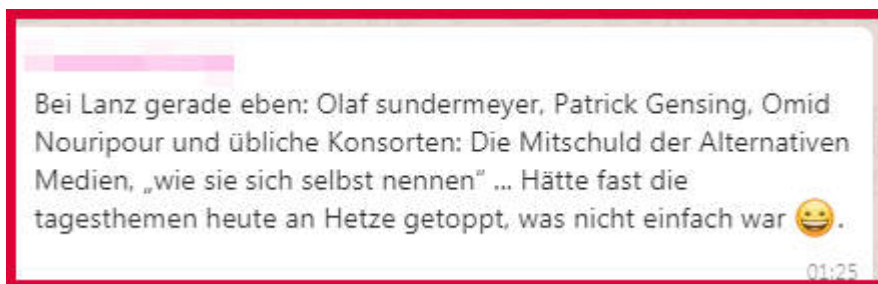 Bei Lanz gerade eben: Olaf sundermeyer, Patrick Gensing, Omid
Nouripour und übliche Konsorten: Die Mitschuld der Alternativen
Medien, „wie sie sich selbst nennen“ ... Hätte fast die
tagesthemen heute an Hetze getoppt, was nicht einfach war 😀.
01:25